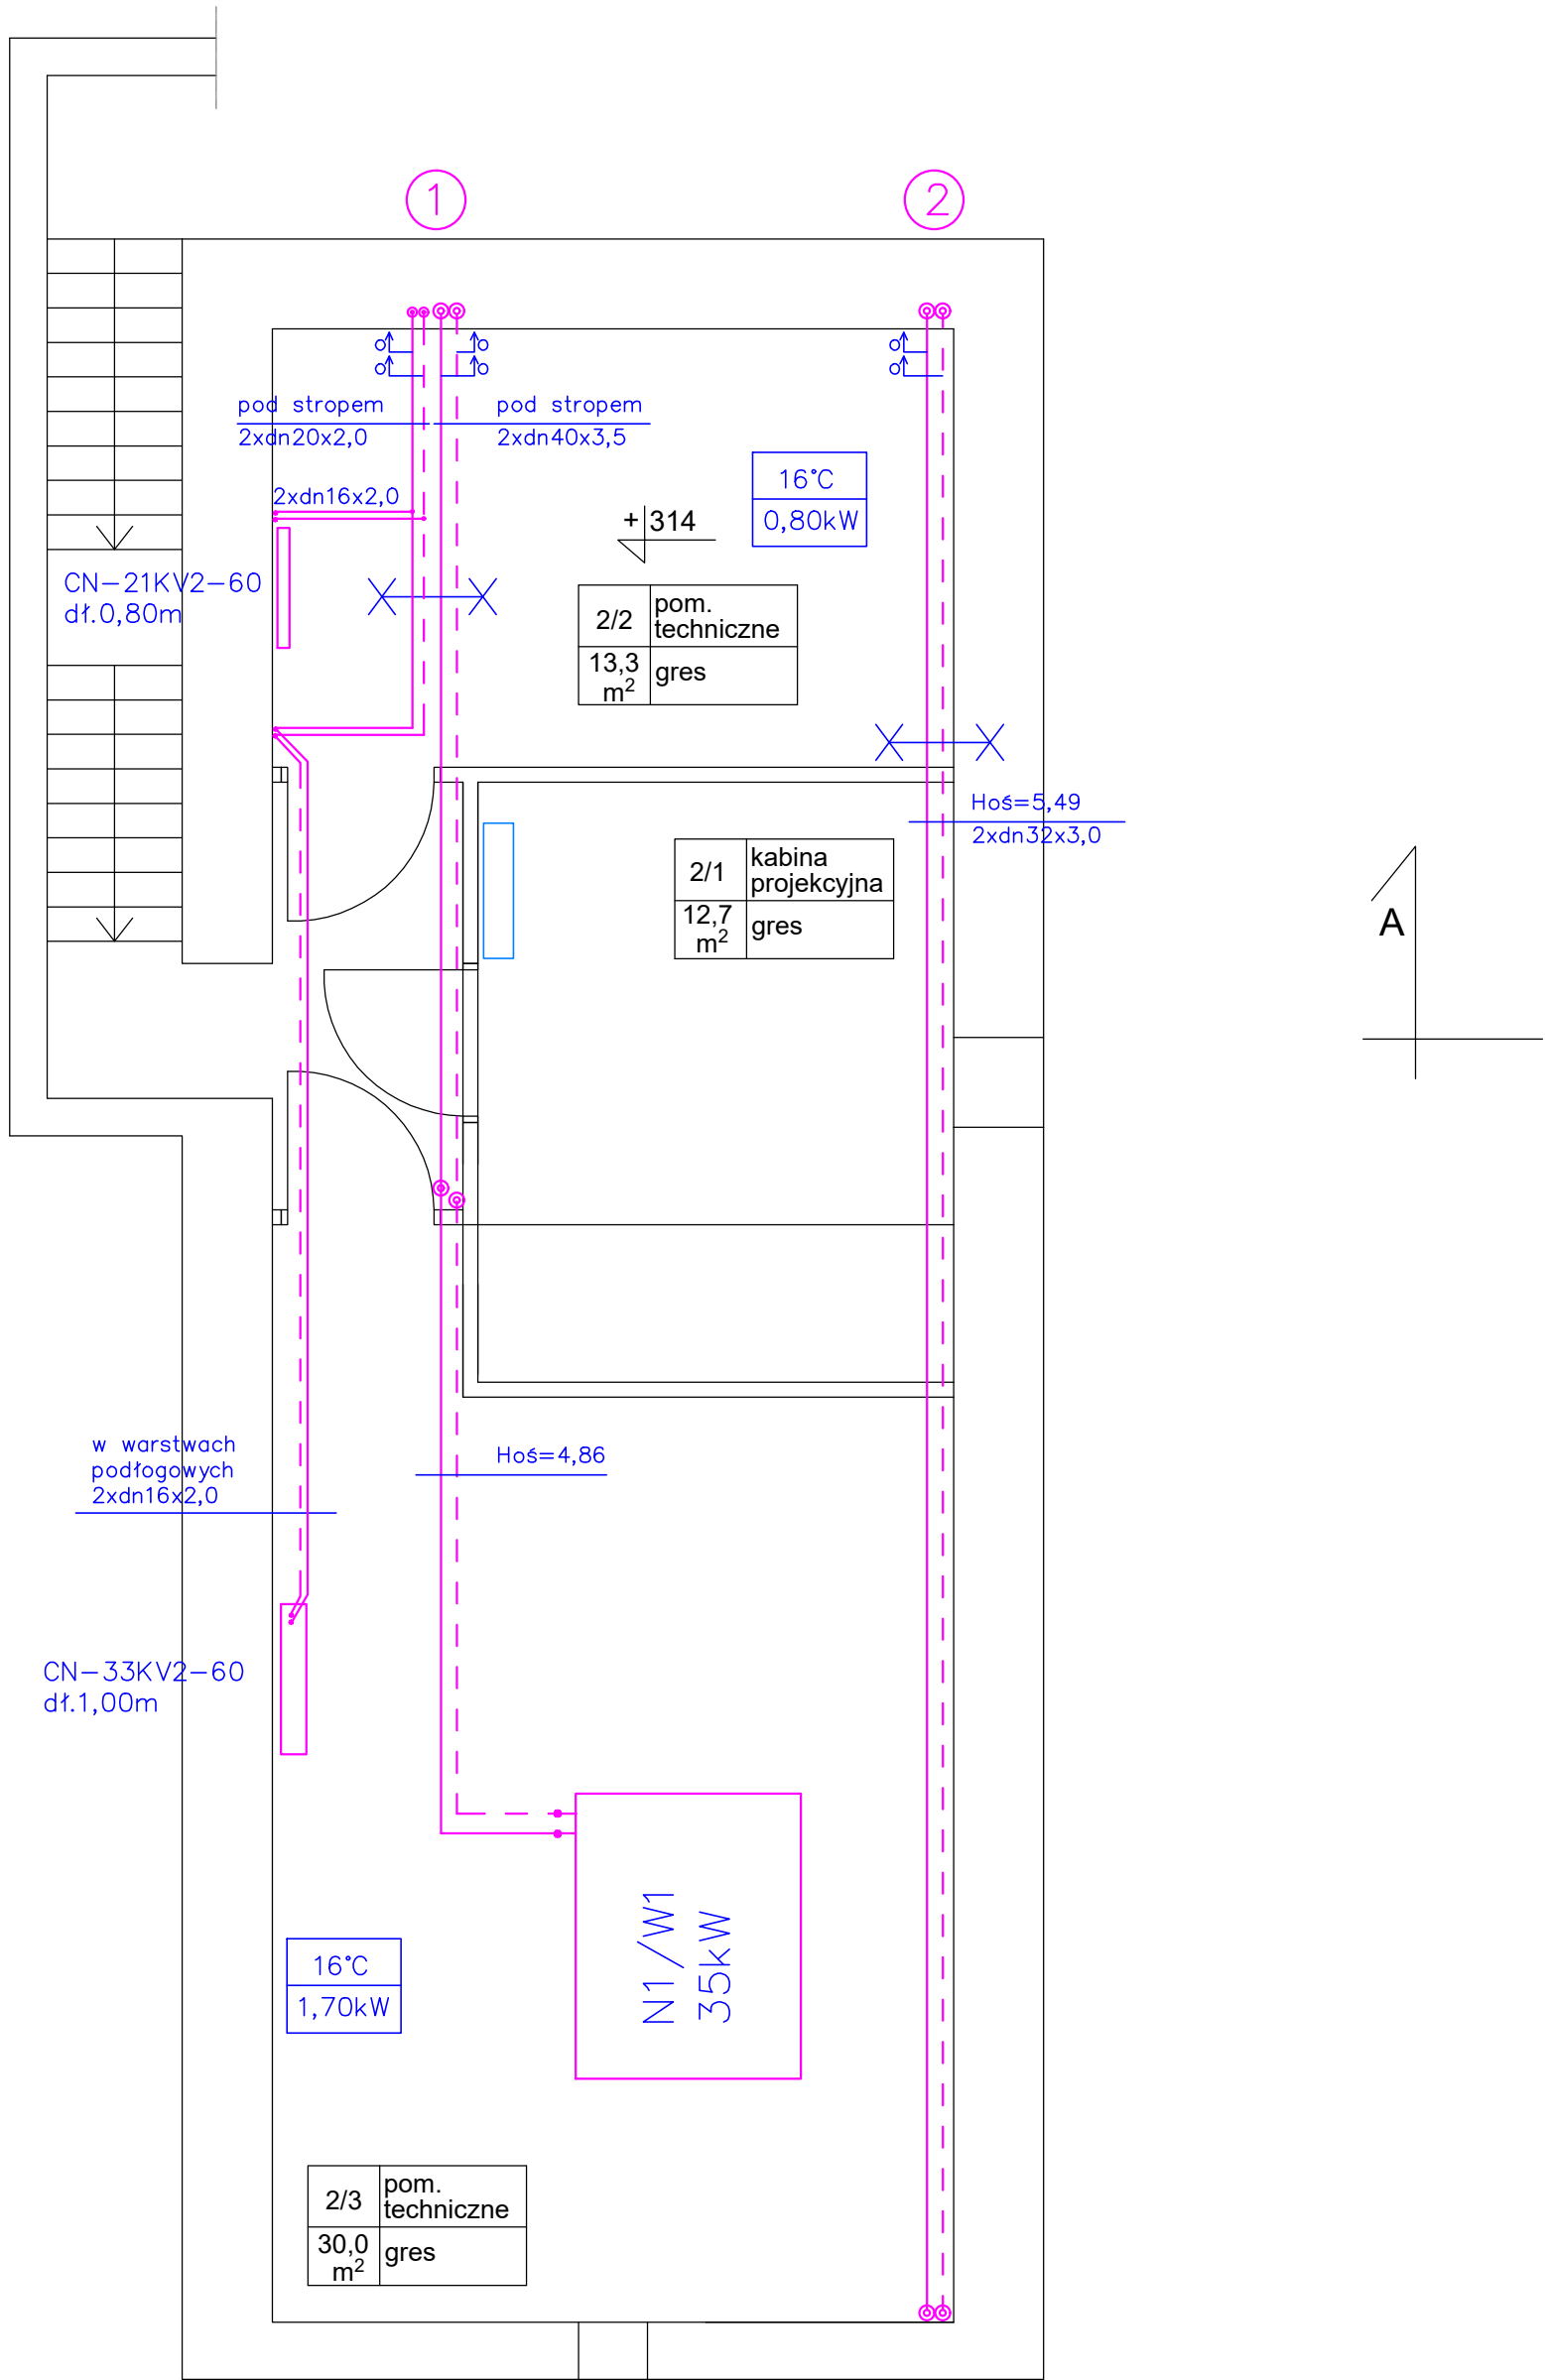 1
2
pod stropem
2xdn20x2,0
pod stropem
2xdn40x3,5
2xdn16x2,0
16°C
0,80kW
+ 314
CN-21KV2-60
dł.0,80m
2/2
pom.
techniczne
13,3
m²
gres
Hoś=5,49
2xdn32x3,0
2/1
kabina
projekcyjna
12,7
m²
gres
A
w warstwach
podłogowych
2xdn16x2,0
Hoś=4,86
CN-33KV2-60
dł.1,00m
N1/W1
35kW
16°C
1,70kW
2/3
pom.
techniczne
30,0
m²
gres